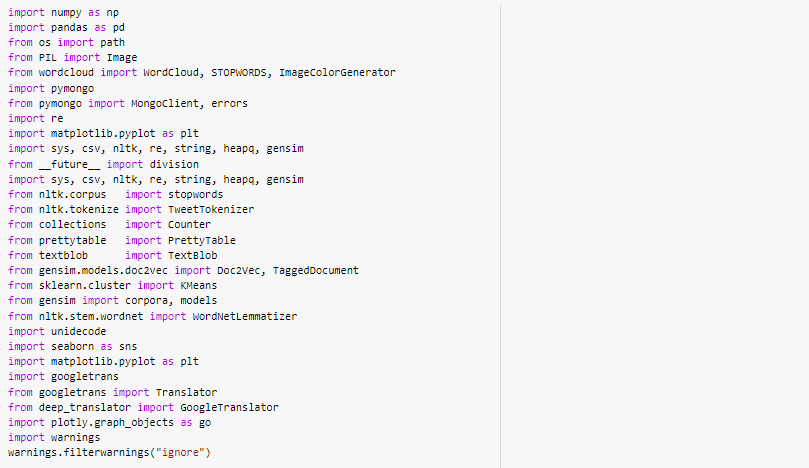 import numpy as np
import pandas as pd
from os import path
from PIL import Image
from wordcloud import WordCloud, STOPWORDS, ImageColorGenerator
import pymongo
from pymongo import MongoClient, errors
import re
import matplotlib.pyplot as plt
import sys, csv, nltk, re, string, heapq, gensim
from __future__ import division
import sys, csv, nltk, re, string, heapq, gensim
from nltk.corpus   import stopwords
from nltk.tokenize import TweetTokenizer
from collections   import Counter
from prettytable   import PrettyTable
from textblob      import TextBlob
from gensim.models.doc2vec import Doc2Vec, TaggedDocument
from sklearn.cluster import KMeans
from gensim import corpora, models
from nltk.stem.wordnet import WordNetLemmatizer
import unidecode
import seaborn as sns
import matplotlib.pyplot as plt
import googletrans
from googletrans import Translator
from deep_translator import GoogleTranslator
import plotly.graph_objects as go
import warnings
warnings.filterwarnings("ignore")